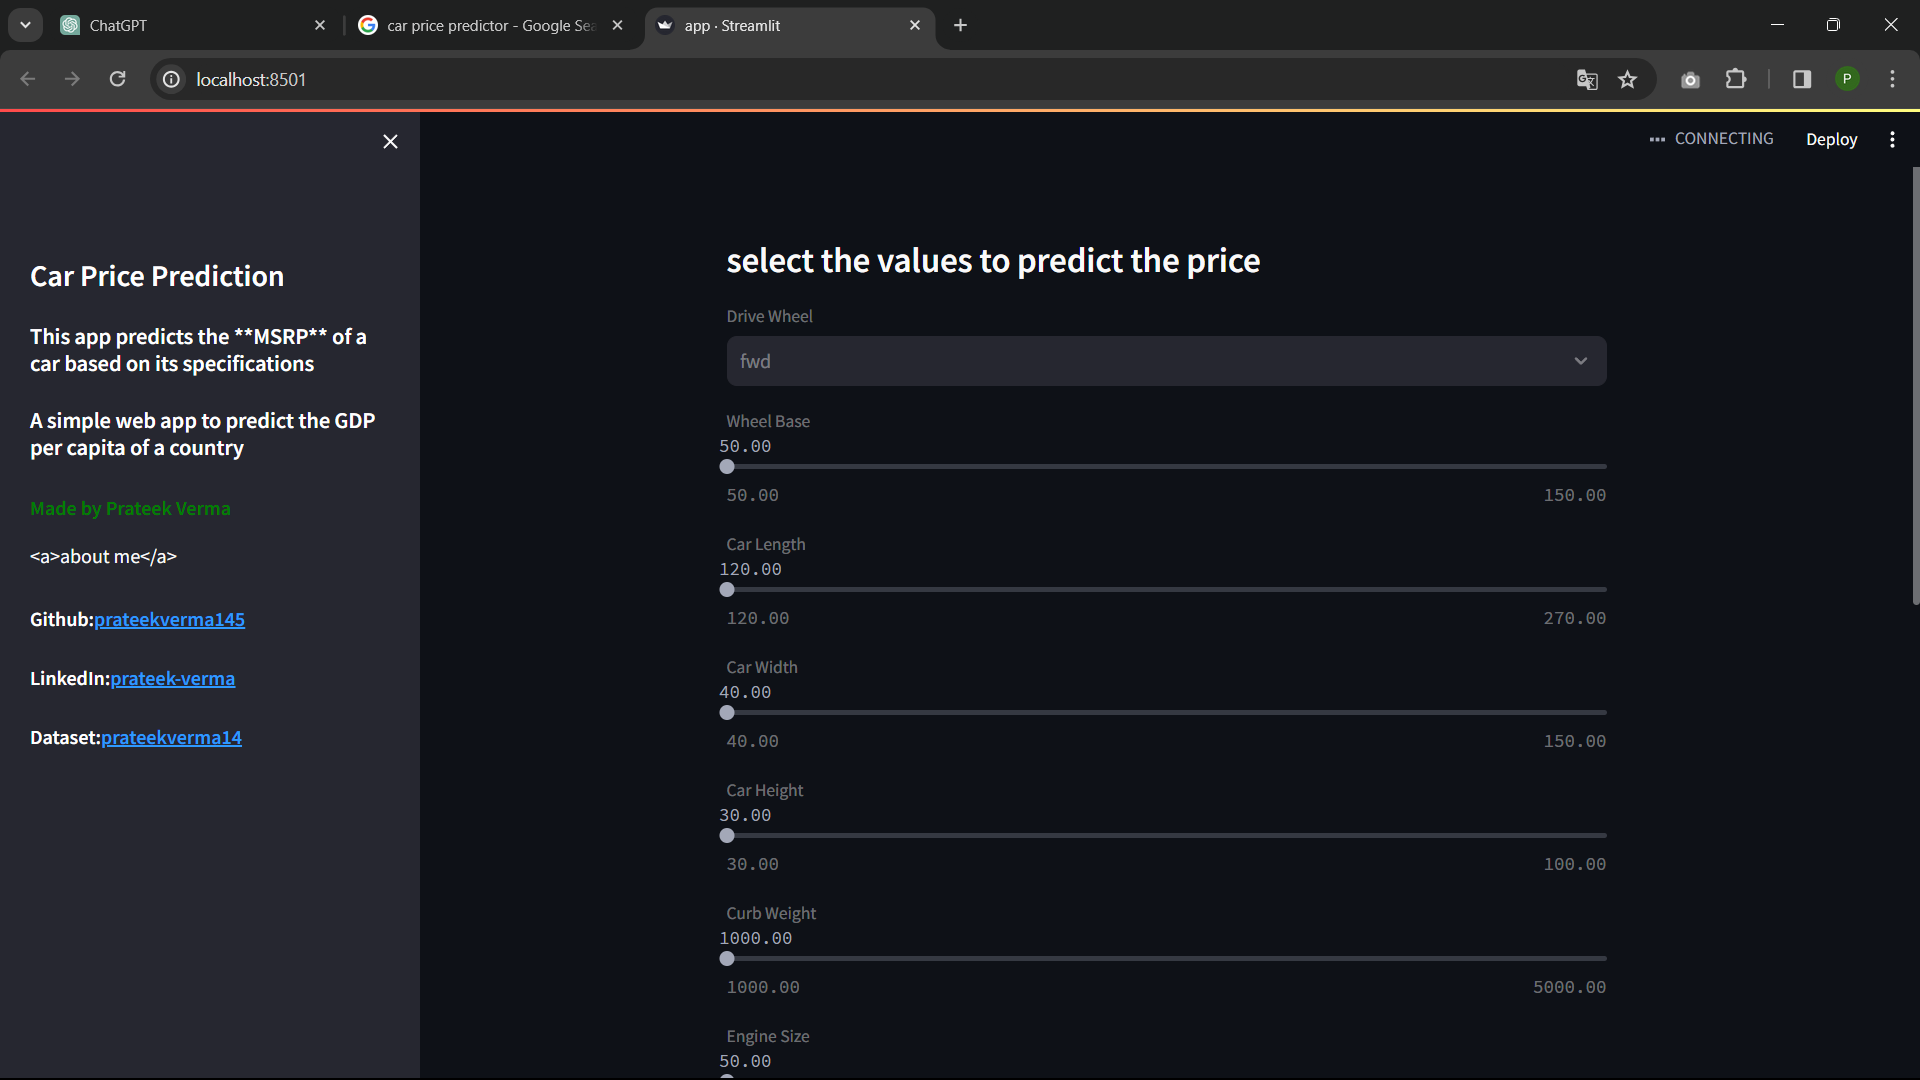 ChatGPT
car price predictor - Google Sea
app · Streamlit
localhost:8501
P
CONNECTING
Deploy
Car Price Prediction
This app predicts the **MSRP** of a
car based on its specifications
A simple web app to predict the GDP
per capita of a country
Made by Prateek Verma
<a>about me</a>
Github:prateekverma145
LinkedIn:prateek-verma
Dataset:prateekverma14
select the values to predict the price
Drive Wheel
fwd
Wheel Base
50.00
50.00 150.00
Car Length
120.00
120.00 270.00
Car Width
40.00
40.00 150.00
Car Height
30.00
30.00 100.00
Curb Weight
1000.00
1000.00 5000.00
Engine Size
50.00